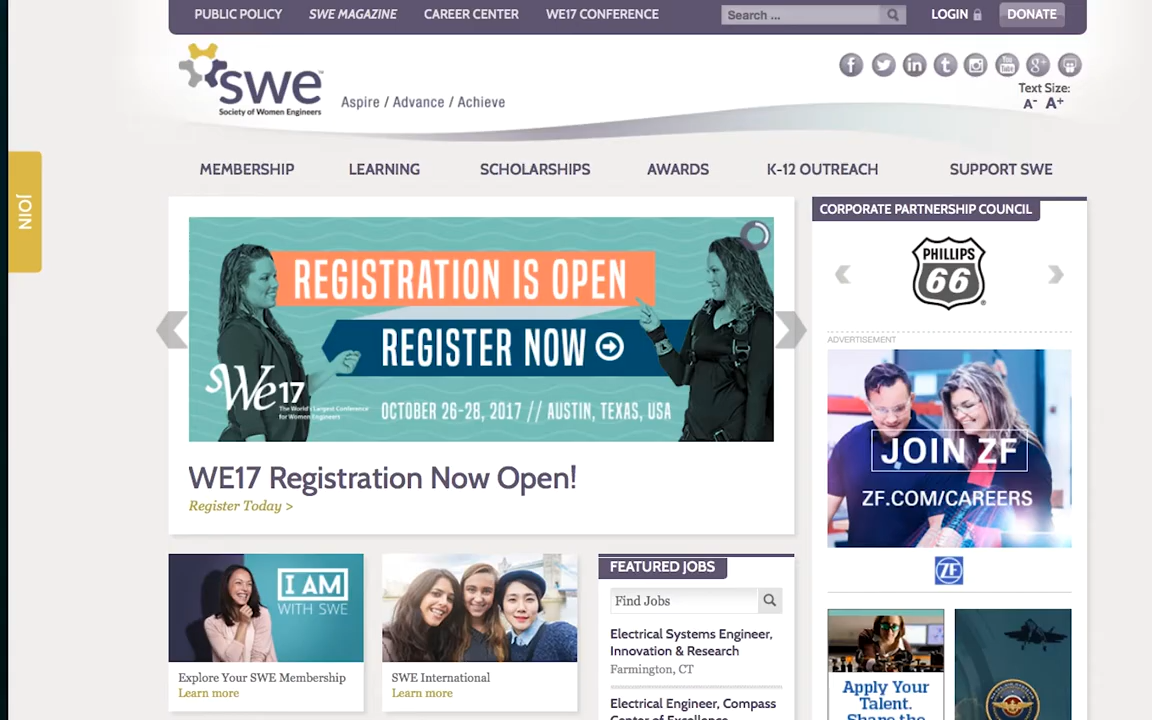 PUBLIC POLICY SWE MAGAZINE CAREER CENTER WE17 CONFERENCE Search ... LOGIN DONATE
swe™
Society of Women Engineers
Aspire / Advance / Achieve
Text Size:
A- A+
JOIN
MEMBERSHIP LEARNING SCHOLARSHIPS AWARDS K-12 OUTREACH SUPPORT SWE
REGISTRATION IS OPEN
REGISTER NOW
SWe17
The World's Largest Conference
for Women Engineers
OCTOBER 26-28, 2017 // AUSTIN, TEXAS, USA
WE17 Registration Now Open!
Register Today >
CORPORATE PARTNERSHIP COUNCIL
PHILLIPS
66
ADVERTISEMENT
JOIN ZF
ZF.COM/CAREERS
ZF
I AM
WITH SWE
Explore Your SWE Membership
Learn more
SWE International
Learn more
FEATURED JOBS
Find Jobs
Electrical Systems Engineer,
Innovation & Research
Farmington, CT
Electrical Engineer, Compass
Center of Excellence
Apply Your
Talent.
Share the